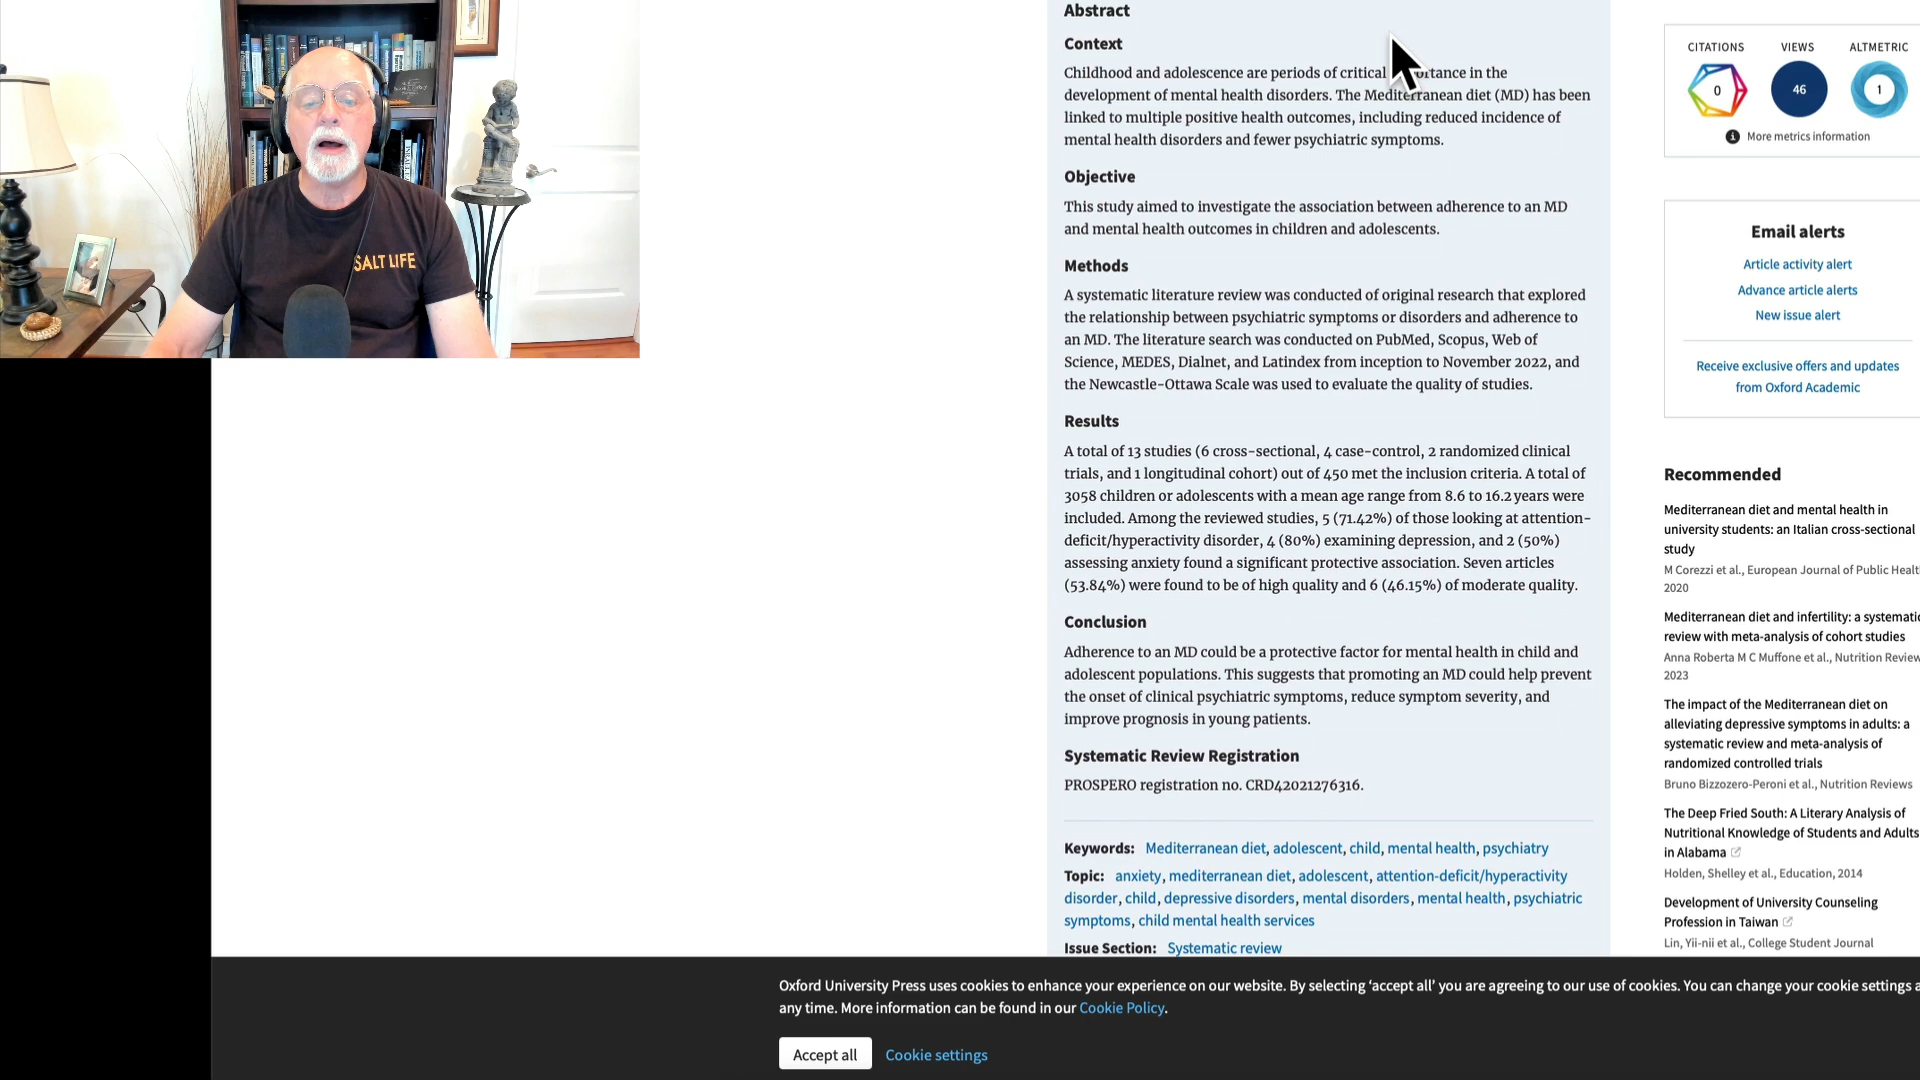 SALT LIFE
Abstract
Context
Childhood and adolescence are periods of critical
development of mental health disorders. The Mediterranean diet (MD) has been
linked to multiple positive health outcomes, including reduced incidence of
mental health disorders and fewer psychiatric symptoms.
Objective
This study aimed to investigate the association between adherence to an MD
and mental health outcomes in children and adolescents.
Methods
A systematic literature review was conducted of original research that explored
the relationship between psychiatric symptoms or disorders and adherence to
an MD. The literature search was conducted on PubMed, Scopus, Web of
Science, MEDES, Dialnet, and Latindex from inception to November 2022, and
the Newcastle-Ottawa Scale was used to evaluate the quality of studies.
Results
A total of 13 studies (6 cross-sectional, 4 case-control, 2 randomized clinical
trials, and 1 longitudinal cohort) out of 450 met the inclusion criteria. A total of
3058 children or adolescents with a mean age range from 8.6 to 16.2 years were
included. Among the reviewed studies, 5 (71.42%) of those looking at attention-
deficit/hyperactivity disorder, 4 (80%) examining depression, and 2 (50%)
assessing anxiety found a significant protective association. Seven articles
(53.84%) were found to be of high quality and 6 (46.15%) of moderate quality.
Conclusion
Adherence to an MD could be a protective factor for mental health in child and
adolescent populations. This suggests that promoting an MD could help prevent
the onset of clinical psychiatric symptoms, reduce symptom severity, and
improve prognosis in young patients.
Systematic Review Registration
PROSPERO registration no. CRD42021276316.
Keywords: Mediterranean diet, adolescent, child, mental health, psychiatry
Topic: anxiety, mediterranean diet, adolescent, attention-deficit/hyperactivity
disorder, child, depressive disorders, mental disorders, mental health, psychiatric
symptoms, child mental health services
Issue Section: Systematic review
CITATIONS VIEWS ALTMETRIC
0 46 1
More metrics information
Email alerts
Article activity alert
Advance article alerts
New issue alert
Receive exclusive offers and updates
from Oxford Academic
Recommended
Mediterranean diet and mental health in
university students: an Italian cross-sectional
study
M Corezzi et al., European Journal of Public Healt
2020
Mediterranean diet and infertility: a systematic
review with meta-analysis of cohort studies
Anna Roberta M C Muffone et al., Nutrition Review
2023
The impact of the Mediterranean diet on
alleviating depressive symptoms in adults: a
systematic review and meta-analysis of
randomized controlled trials
Bruno Bizzozero-Peroni et al., Nutrition Reviews
The Deep Fried South: A Literary Analysis of
Nutritional Knowledge of Students and Adults
in Alabama
Holden, Shelley et al., Education, 2014
Development of University Counseling
Profession in Taiwan
Lin, Yii-nii et al., College Student Journal
Oxford University Press uses cookies to enhance your experience on our website. By selecting ‘accept all’ you are agreeing to our use of cookies. You can change your cookie settings a
any time. More information can be found in our Cookie Policy.
Accept all Cookie settings